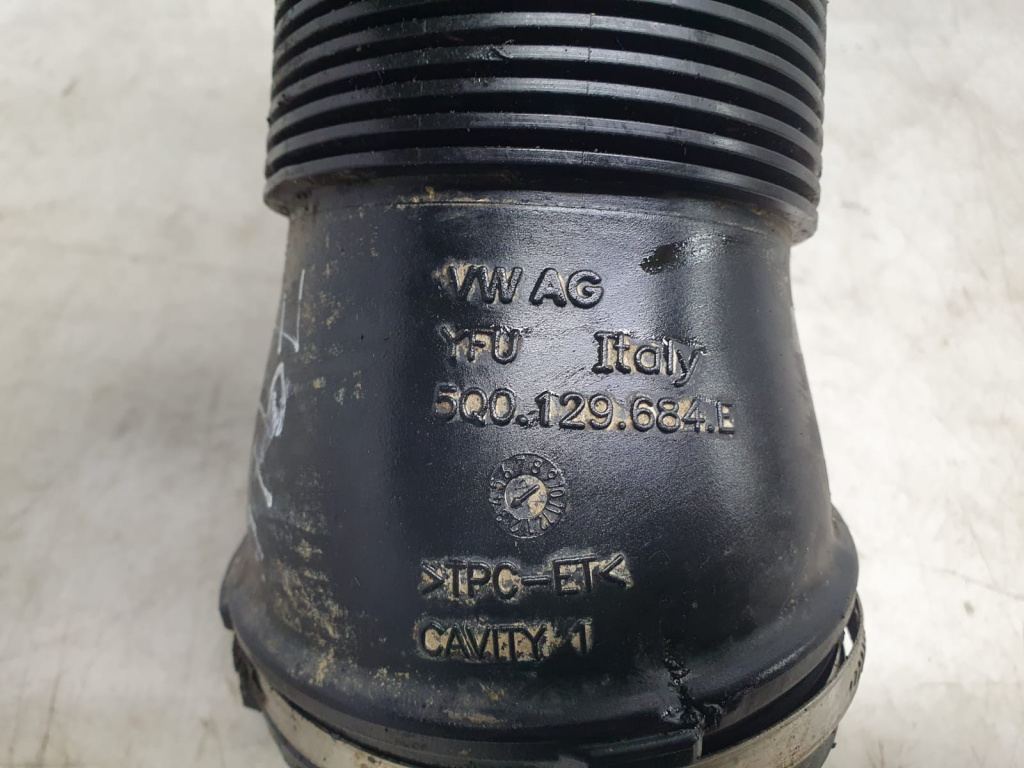 VW AG
YFU Italy
5Q0.129.684.E
>TPC-ET<
CAVITY 1